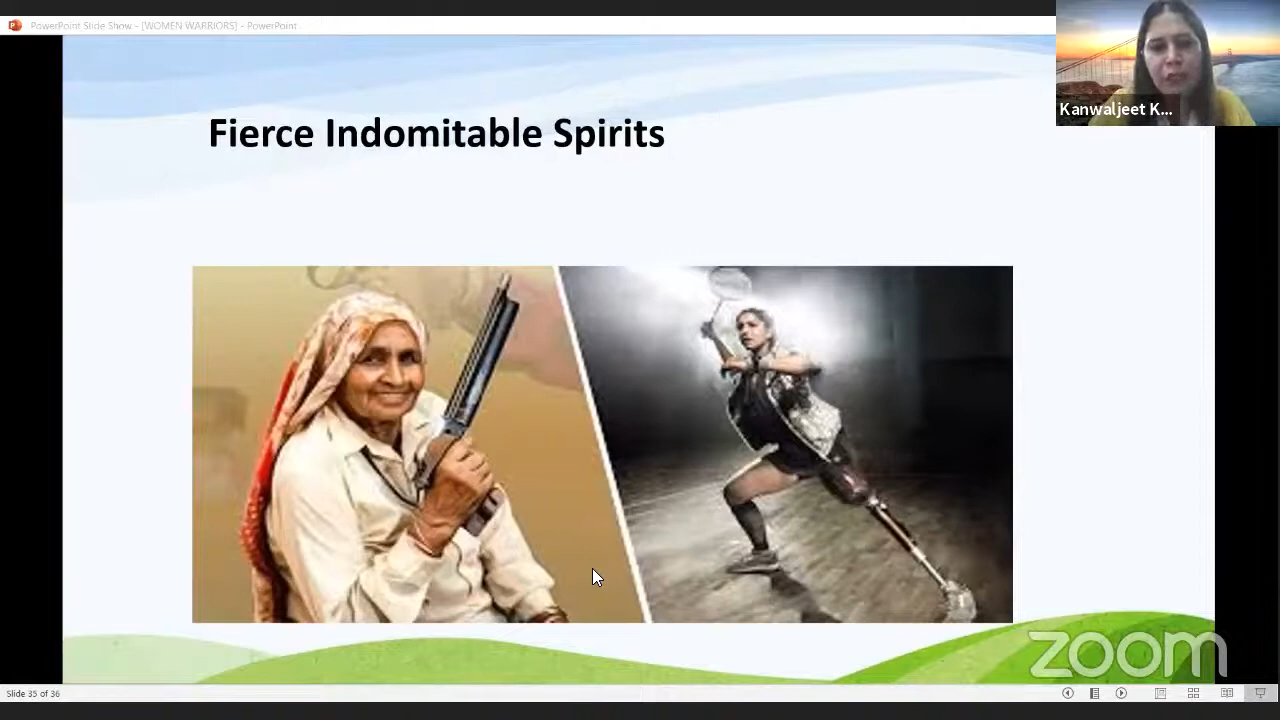 PowerPoint Slide Show - [WOMEN WARRIORS] - PowerPoint
Kanwaljeet K...
Fierce Indomitable Spirits
zoom
Slide 35 of 36